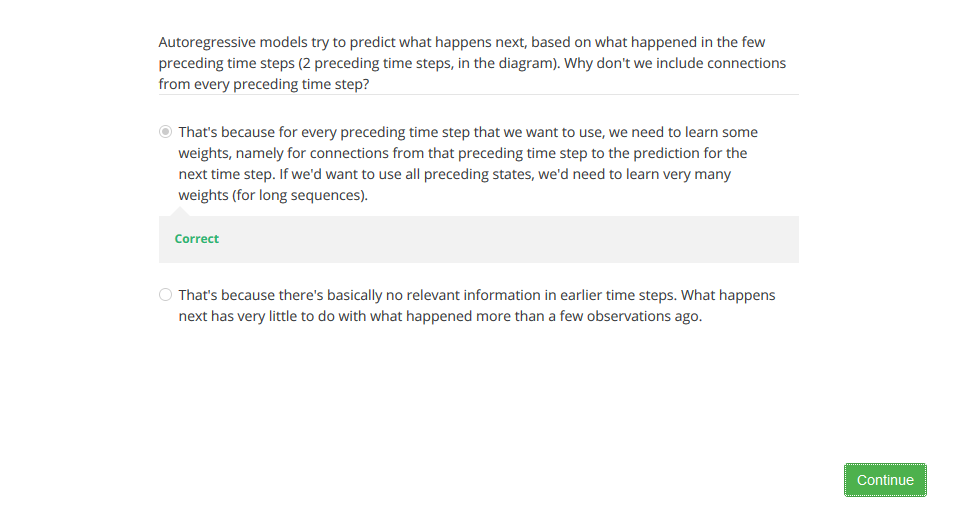 Autoregressive models try to predict what happens next, based on what happened in the few
preceding time steps (2 preceding time steps, in the diagram). Why don't we include connections
from every preceding time step?
That's because for every preceding time step that we want to use, we need to learn some
weights, namely for connections from that preceding time step to the prediction for the
next time step. If we'd want to use all preceding states, we'd need to learn very many
weights (for long sequences).
Correct
That's because there's basically no relevant information in earlier time steps. What happens
next has very little to do with what happened more than a few observations ago.
Continue